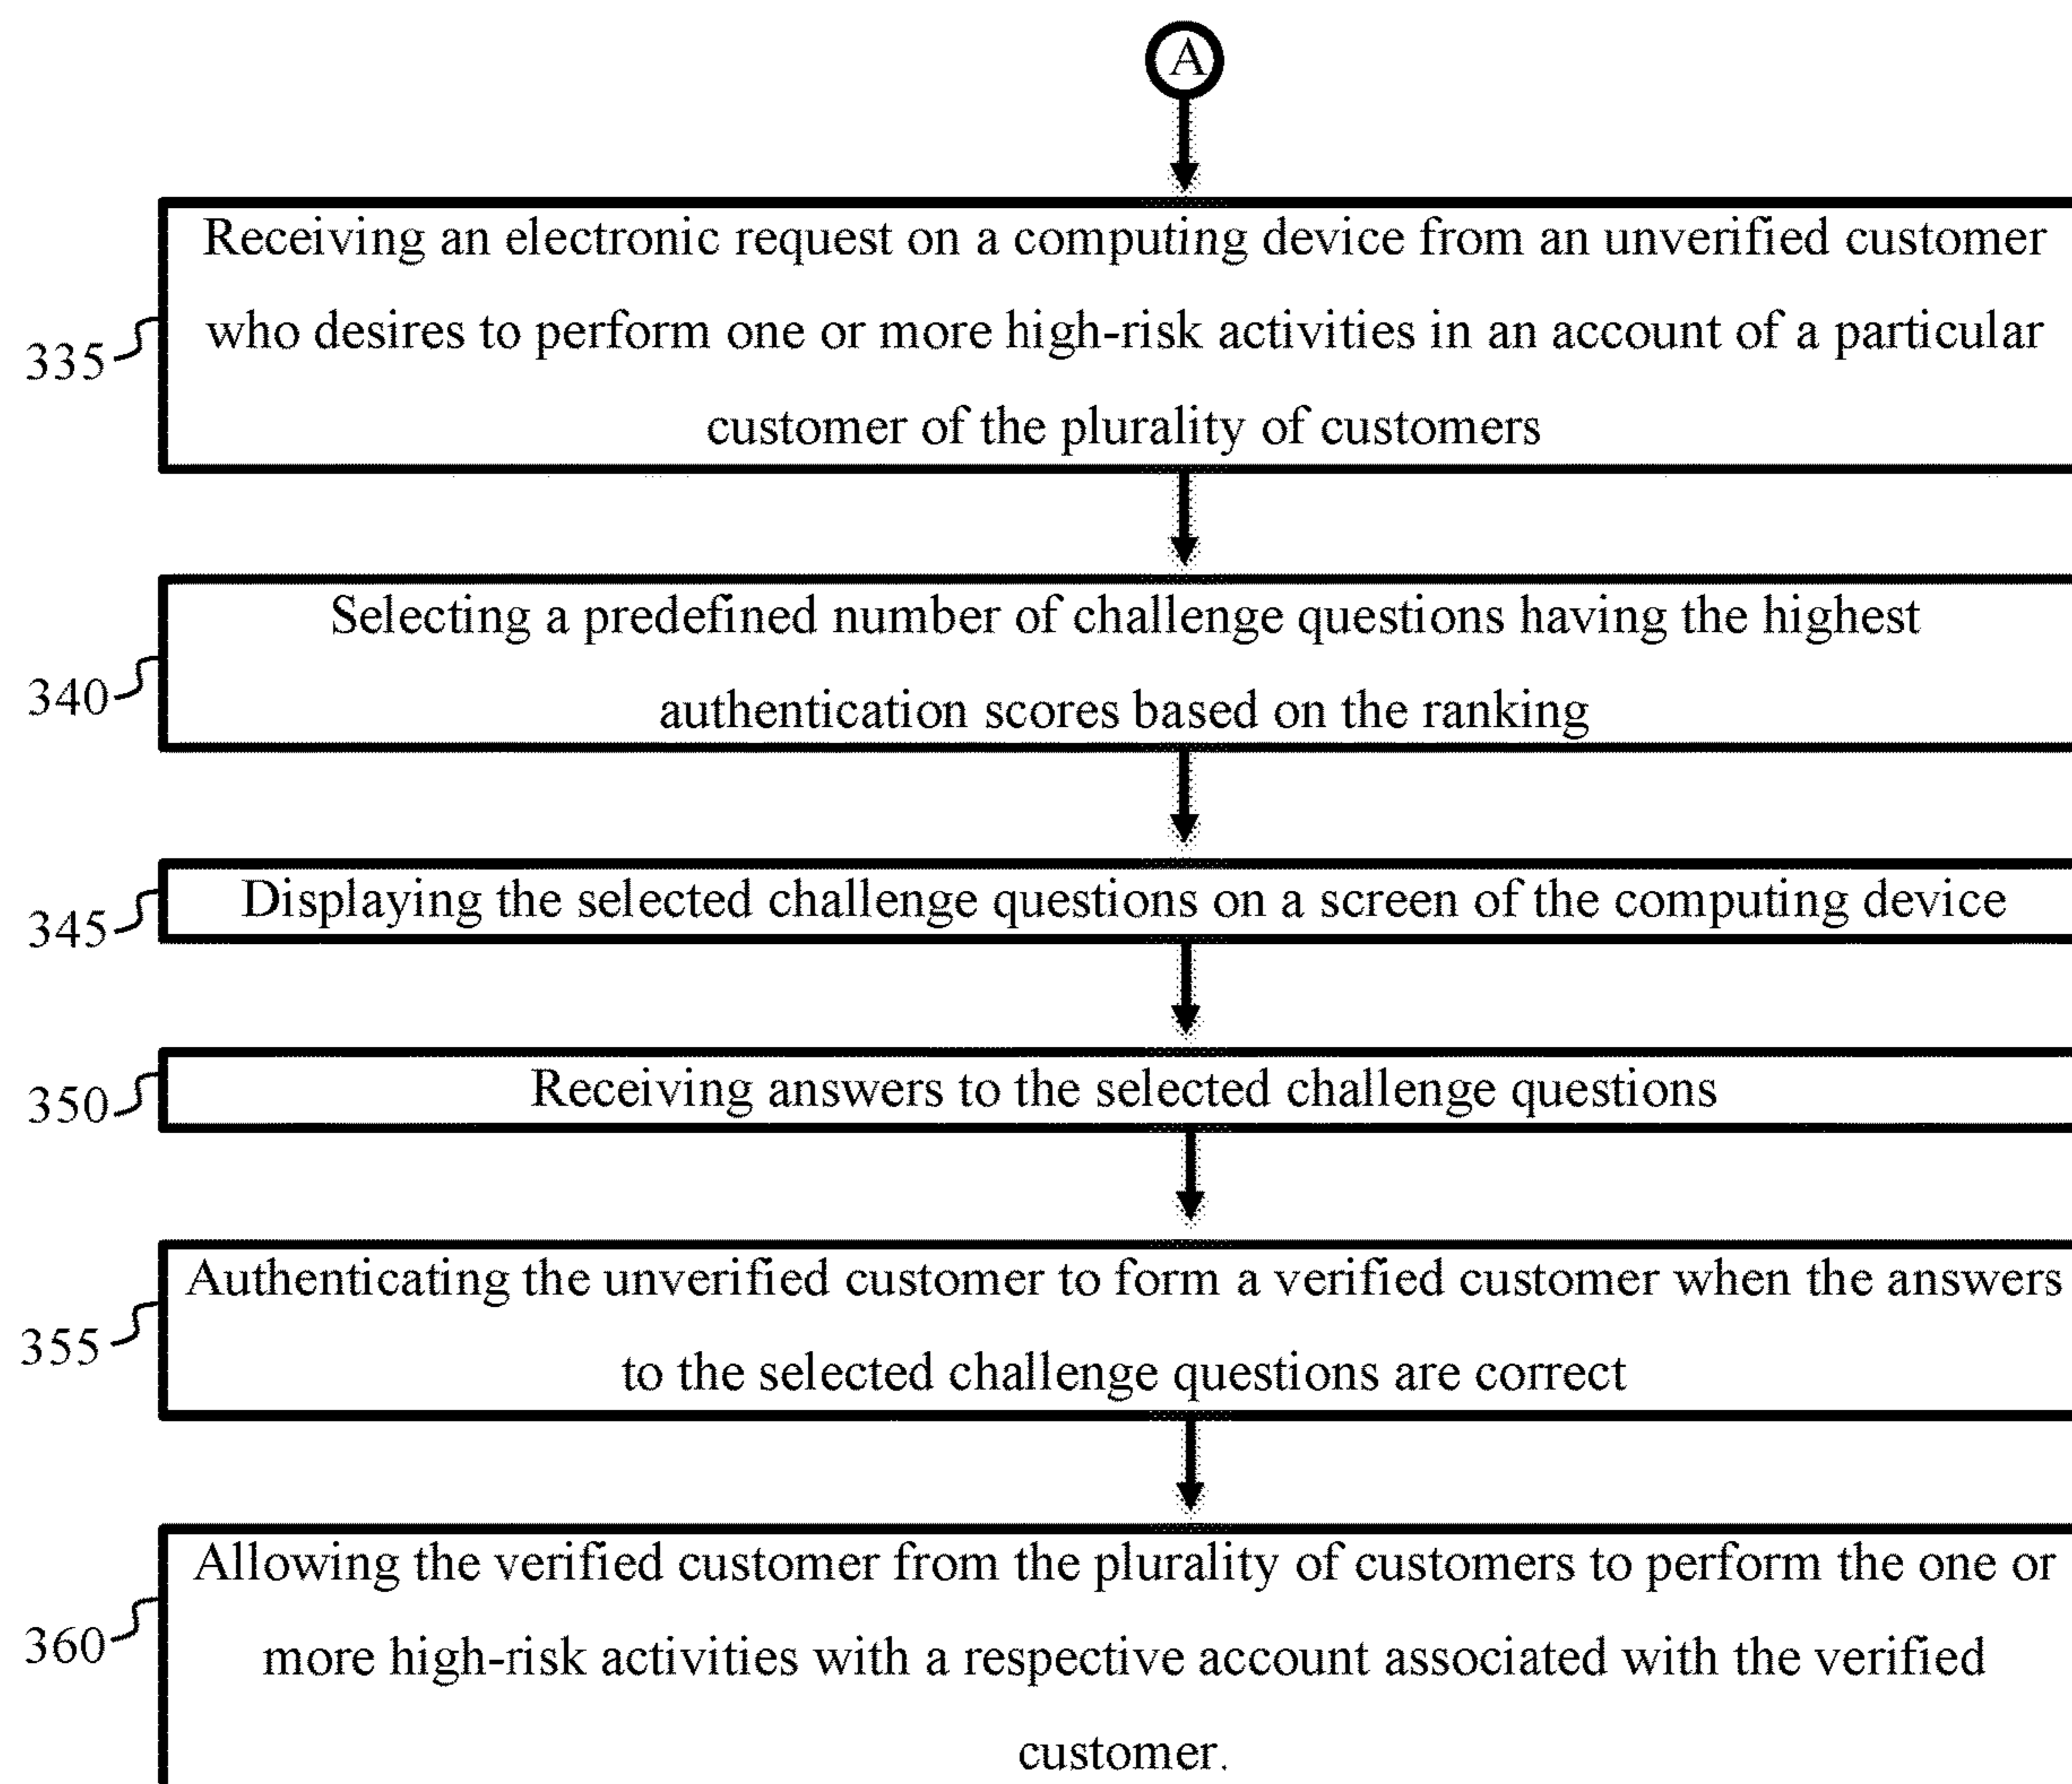 A
Receiving an electronic request on a computing device from an unverified customer
who desires to perform one or more high-risk activities in an account of a particular
customer of the plurality of customers
335
Selecting a predefined number of challenge questions having the highest
authentication scores based on the ranking
340
Displaying the selected challenge questions on a screen of the computing device
345
Receiving answers to the selected challenge questions
350
Authenticating the unverified customer to form a verified customer when the answers
to the selected challenge questions are correct
355
Allowing the verified customer from the plurality of customers to perform the one or
more high-risk activities with a respective account associated with the verified
customer.
360